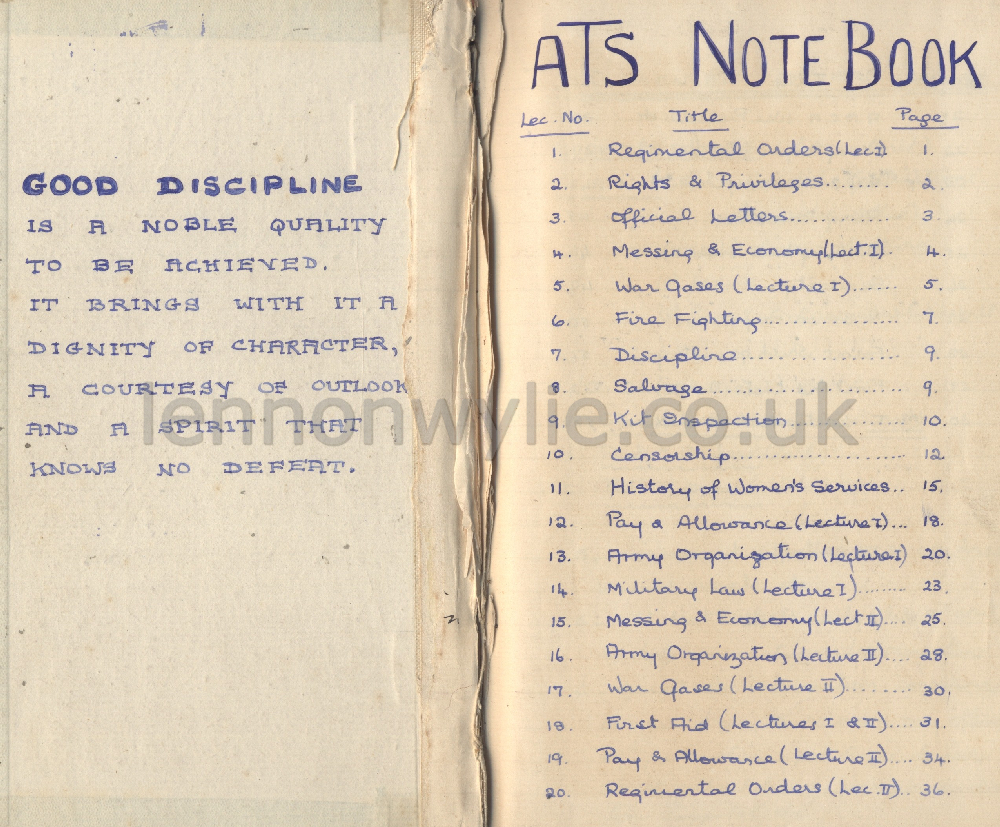 GOOD DISCIPLINE
IS A NOBLE QUALITY
TO BE ACHIEVED.
IT BRINGS WITH IT A
DIGNITY OF CHARACTER,
A COURTESY OF OUTLOOK
AND A SPIRIT THAT
KNOWS NO DEFEAT.
ATS NOTE BOOK
Lec. No. Title Page
1. Regimental Orders (Lec I) 1.
2. Rights & Privileges........ 2.
3. Official Letters............ 3.
4. Messing & Economy (Lect. I). 4.
5. War Gases (Lecture I)...... 5.
6. Fire Fighting............... 7.
7. Discipline.................. 9.
8. Salvage..................... 9.
9. Kit Inspection............. 10.
10. Censorship..................... 12.
11. History of Women's Services.. 15.
12. Pay & Allowance (Lecture I)... 18.
13. Army Organization (Lecture I) 20.
14. Military Law (Lecture I)........ 23.
15. Messing & Economy (Lect II).... 25.
16. Army Organization (Lecture II).... 28.
17. War Gases (Lecture II)........ 30.
18. First Aid (Lectures I & II).... 31.
19. Pay & Allowance (Lecture II).... 34.
20. Regimental Orders (Lec. II).. 36.
lennonwylie.co.uk